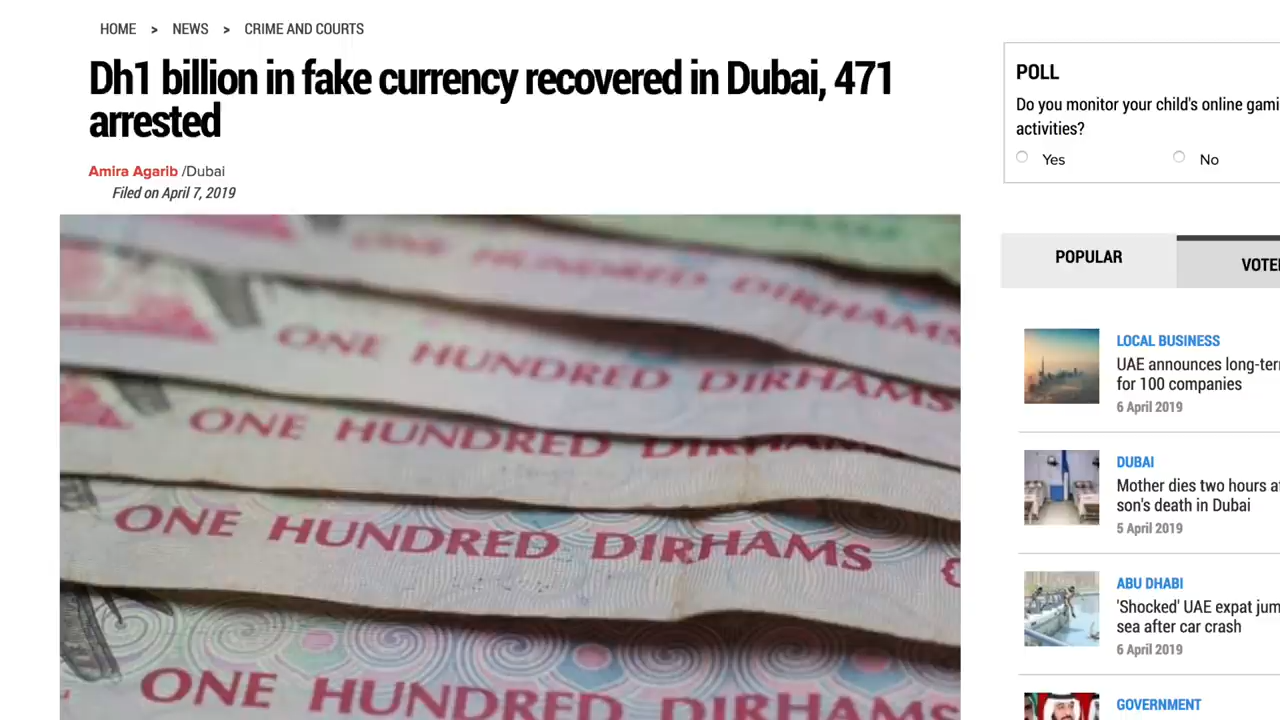 HOME > NEWS > CRIME AND COURTS
Dh1 billion in fake currency recovered in Dubai, 471
arrested
Amira Agarib /Dubai
Filed on April 7, 2019
ONE HUNDRED DIRHAMS
ONE HUNDRED DIRHAMS
ONE HUNDRED DIRHAMS
ONE HUNDRED DIRHAMS
ONE HUNDRED DIRHAMS
POLL
Do you monitor your child's online gami
activities?
Yes No
POPULAR
VOTE
LOCAL BUSINESS
UAE announces long-ter
for 100 companies
6 April 2019
DUBAI
Mother dies two hours a
son's death in Dubai
5 April 2019
ABU DHABI
'Shocked' UAE expat jum
sea after car crash
6 April 2019
GOVERNMENT